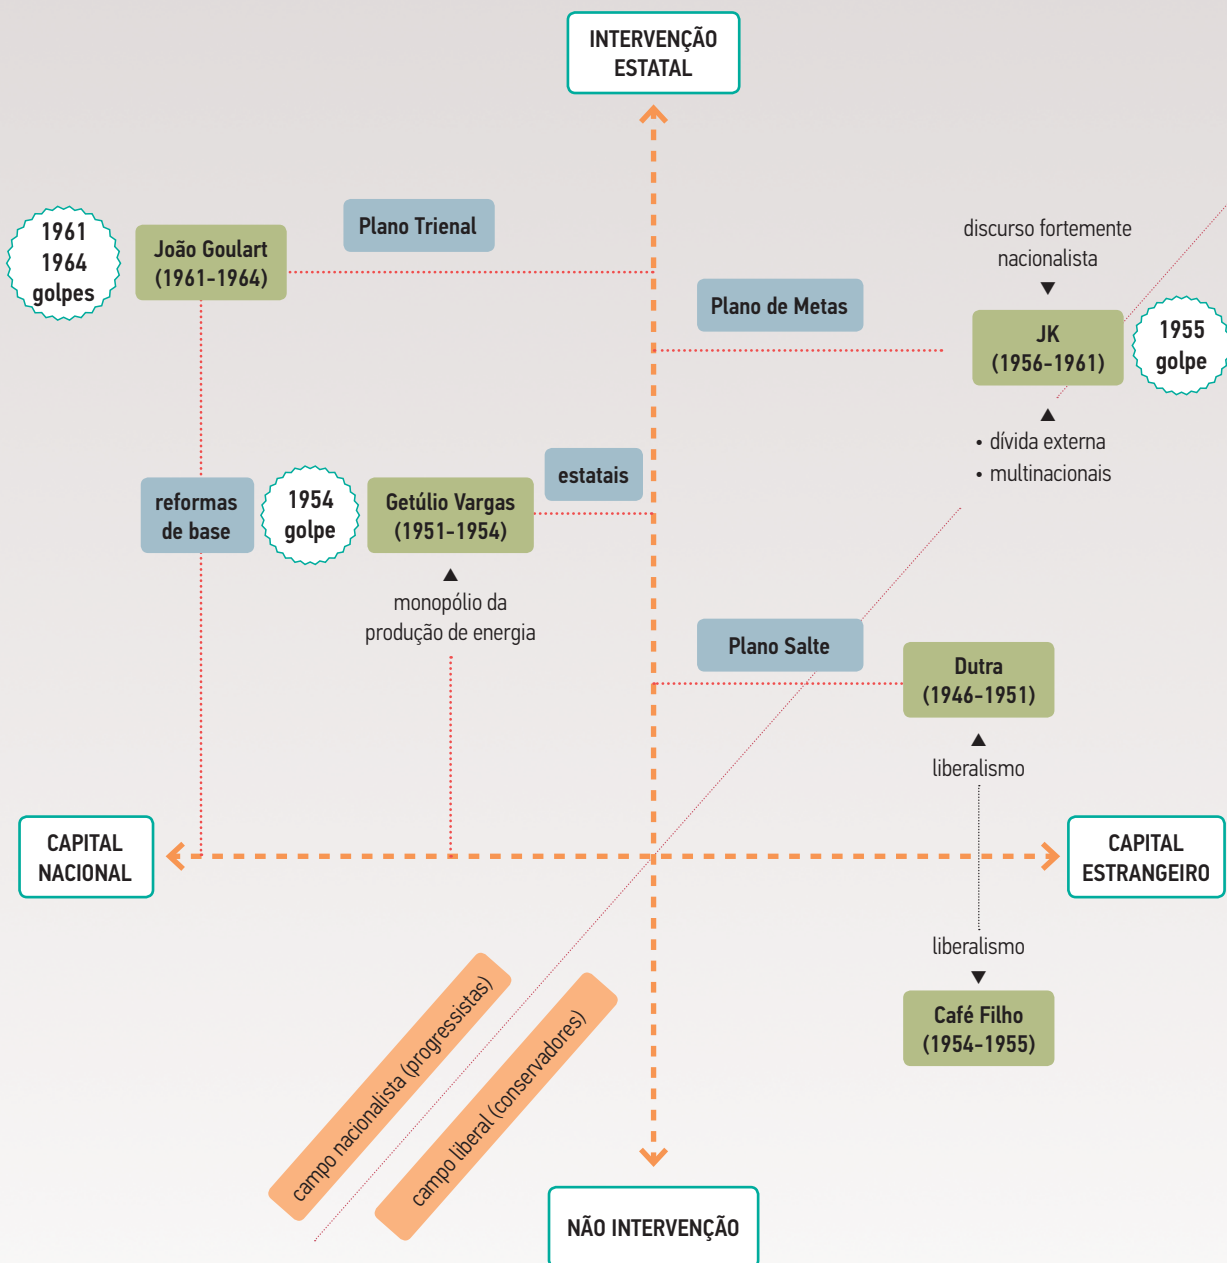 INTERVENÇÃO
ESTATAL
1961
1964
golpes
João Goulart
(1961-1964)
Plano Trienal
discurso fortemente
nacionalista
Plano de Metas
JK
(1956-1961)
1955
golpe
• dívida externa
• multinacionais
reformas
de base
1954
golpe
Getúlio Vargas
(1951-1954)
estatais
monopólio da
produção de energia
Plano Salte
Dutra
(1946-1951)
liberalismo
CAPITAL
NACIONAL
CAPITAL
ESTRANGEIRO
liberalismo
Café Filho
(1954-1955)
campo nacionalista (progressistas)
campo liberal (conservadores)
NÃO INTERVENÇÃO